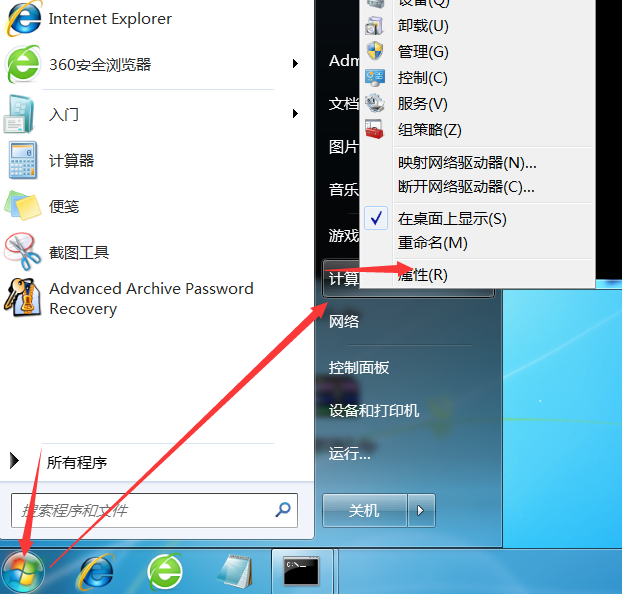 Internet Explorer
360安全浏览器
入门
计算器
便笺
截图工具
Advanced Archive Password
Recovery
所有程序
搜索程序和文件
Adm
文档
图片
音乐
游戏
计算
网络
控制面板
设备和打印机
运行...
关机
设备(Q)
卸载(U)
管理(G)
控制(C)
服务(V)
组策略(Z)
映射网络驱动器(N)...
断开网络驱动器(C)...
在桌面上显示(S)
重命名(M)
属性(R)
C:\_